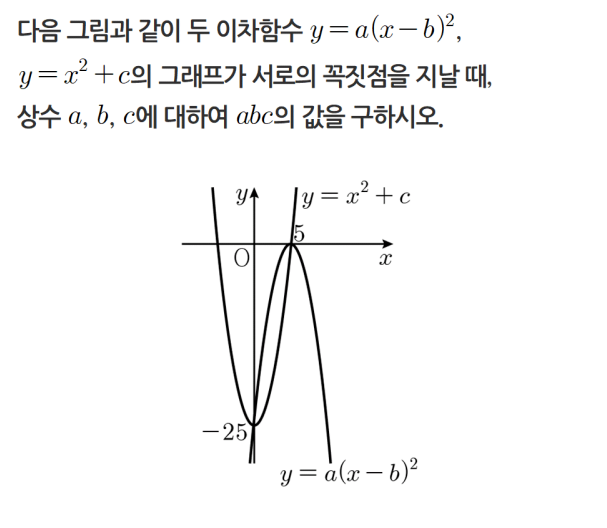 다음 그림과 같이 두 이차함수 y=a(x-b)²,
y=x²+c의 그래프가 서로의 꼭짓점을 지날 때,
상수 a, b, c에 대하여 abc의 값을 구하시오.
y
y=x²+c
5
O
x
-25
y=a(x-b)²